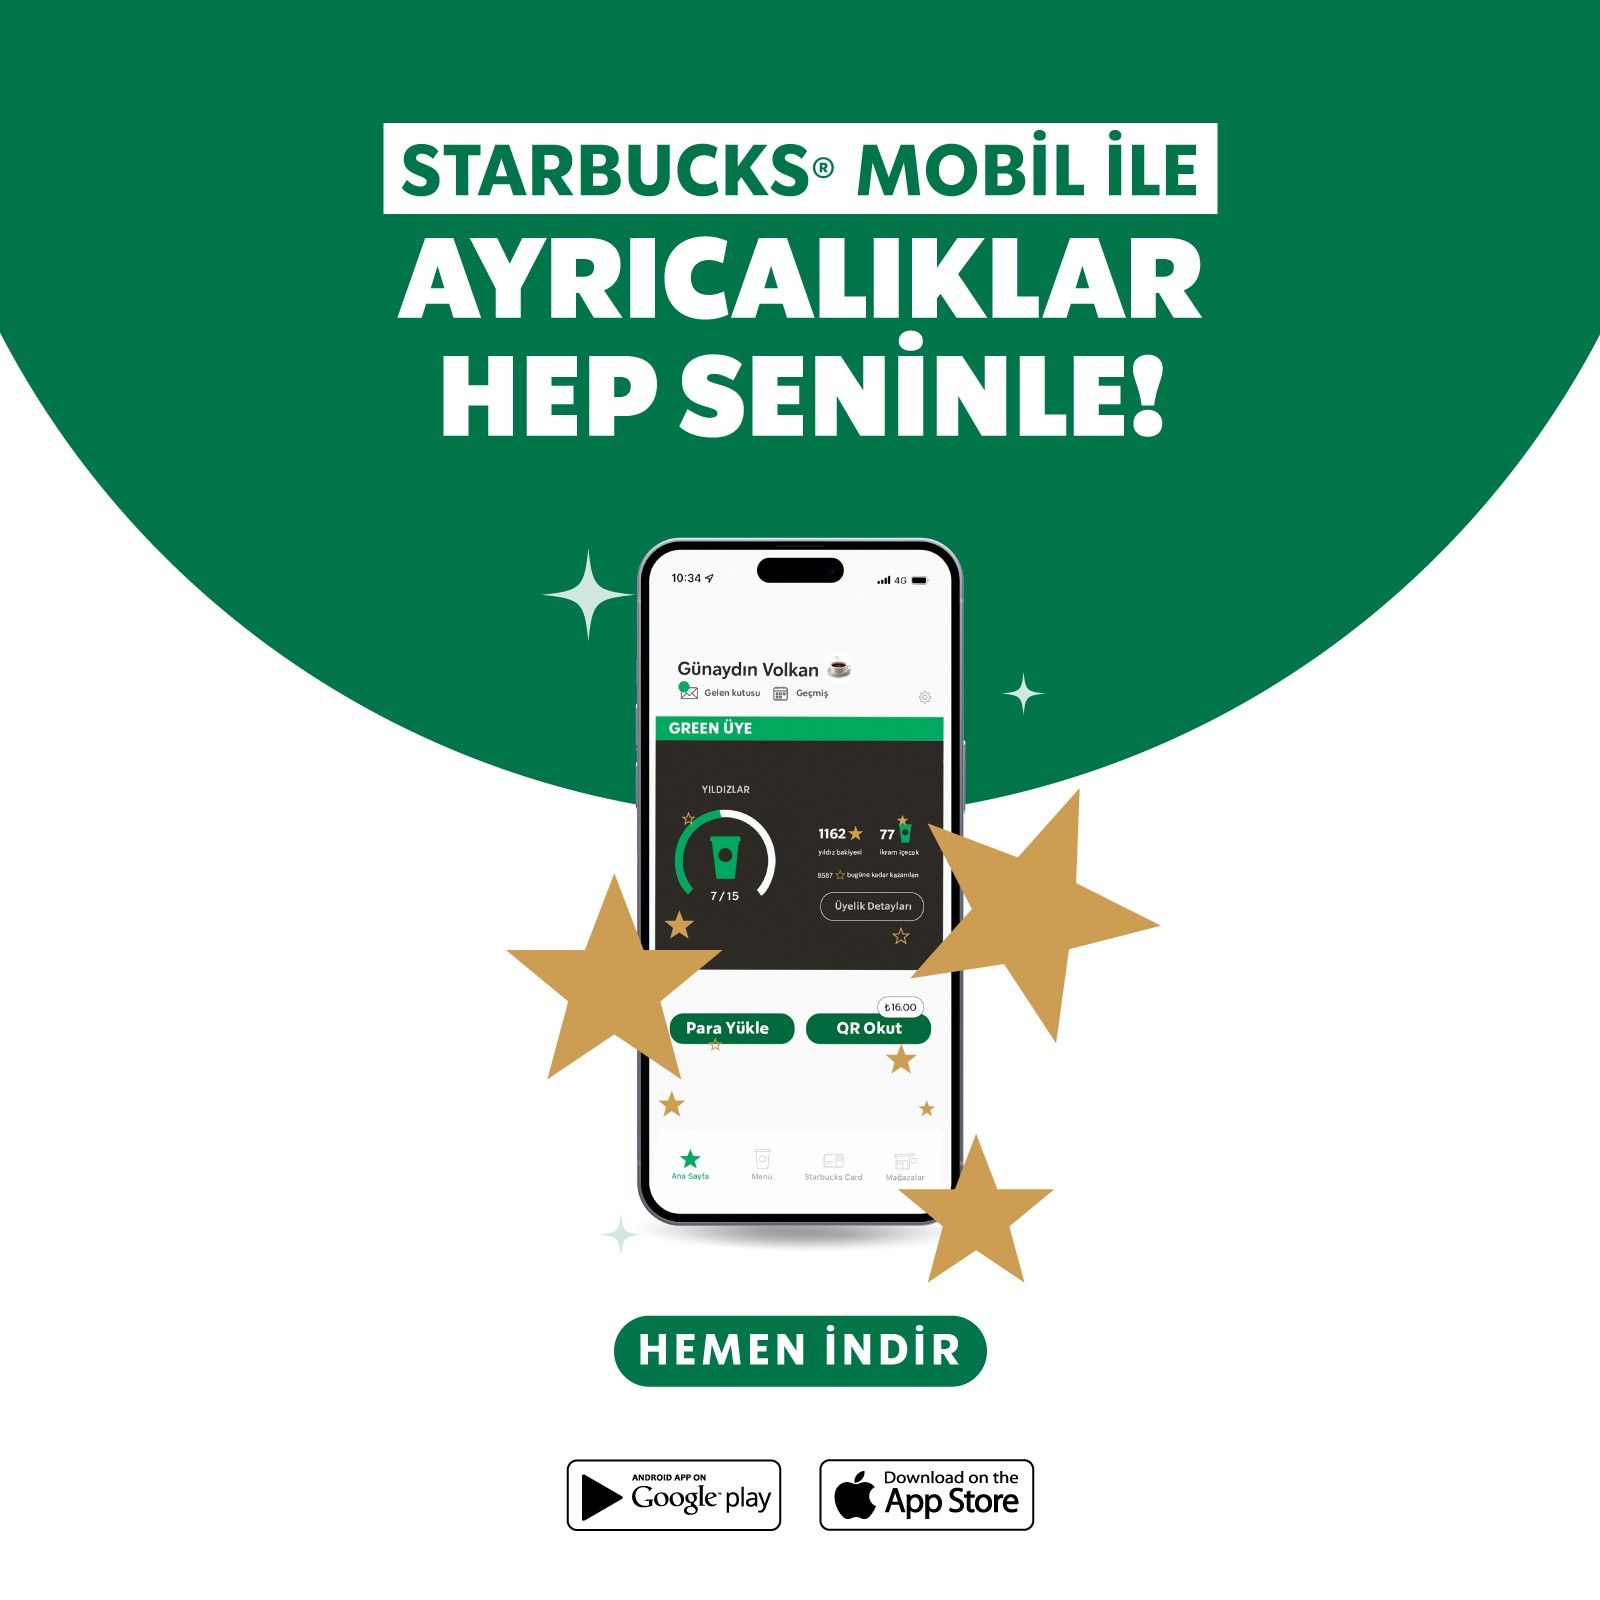 STARBUCKS® MOBİL İLE
AYRICALIKLAR
HEP SENİNLE!
10:34
4G
Günaydın Volkan
Gelen kutusu Geçmiş
GREEN ÜYE
YILDIZLAR
7/15
1162 77
yıldız bakiyesi ikram içecek
8587 bugüne kadar kazanılan
Üyelik Detayları
₺16.00
Para Yükle QR Okut
Ana Sayfa Menü Starbucks Card Mağazalar
HEMEN İNDİR
ANDROID APP ON
Google play
Download on the
App Store